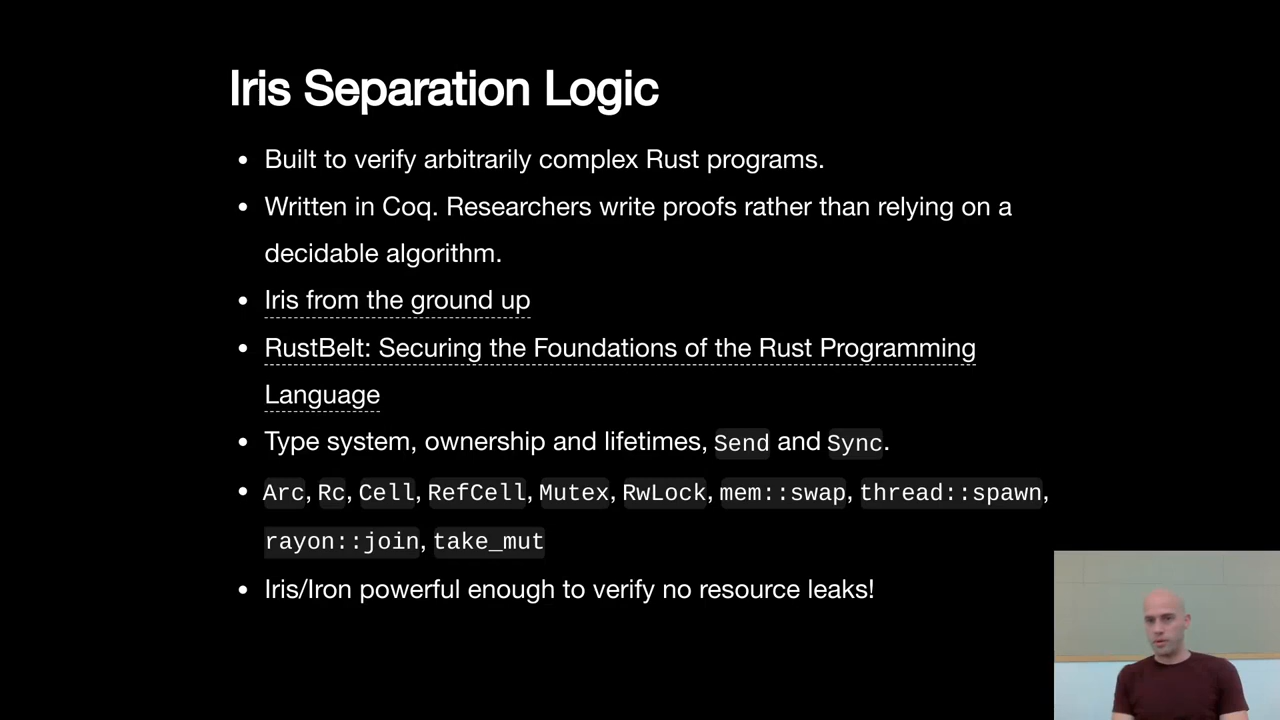 Iris Separation Logic
• Built to verify arbitrarily complex Rust programs.
• Written in Coq. Researchers write proofs rather than relying on a
decidable algorithm.
• Iris from the ground up
• RustBelt: Securing the Foundations of the Rust Programming
Language
• Type system, ownership and lifetimes, Send and Sync.
• Arc, Rc, Cell, RefCell, Mutex, RwLock, mem::swap, thread::spawn,
rayon::join, take_mut
• Iris/Iron powerful enough to verify no resource leaks!